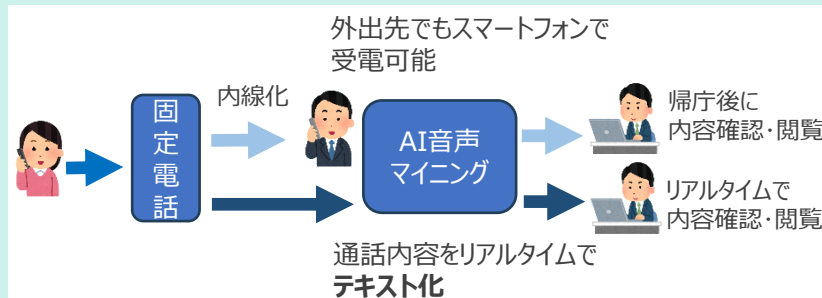 外出先でもスマートフォンで
受電可能
内線化
固定電話
AI音声
マイニング
帰庁後に
内容確認・閲覧
リアルタイムで
内容確認・閲覧
通話内容をリアルタイムで
テキスト化